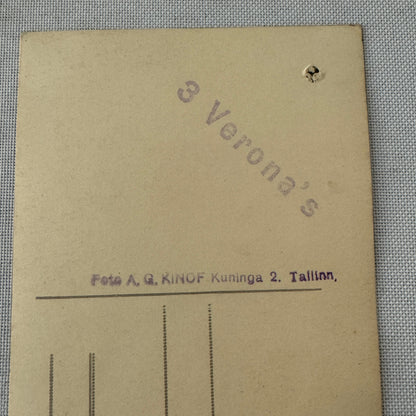 3 Verona's
Foto A. G. KINOF Kuninga 2. Tallinn.